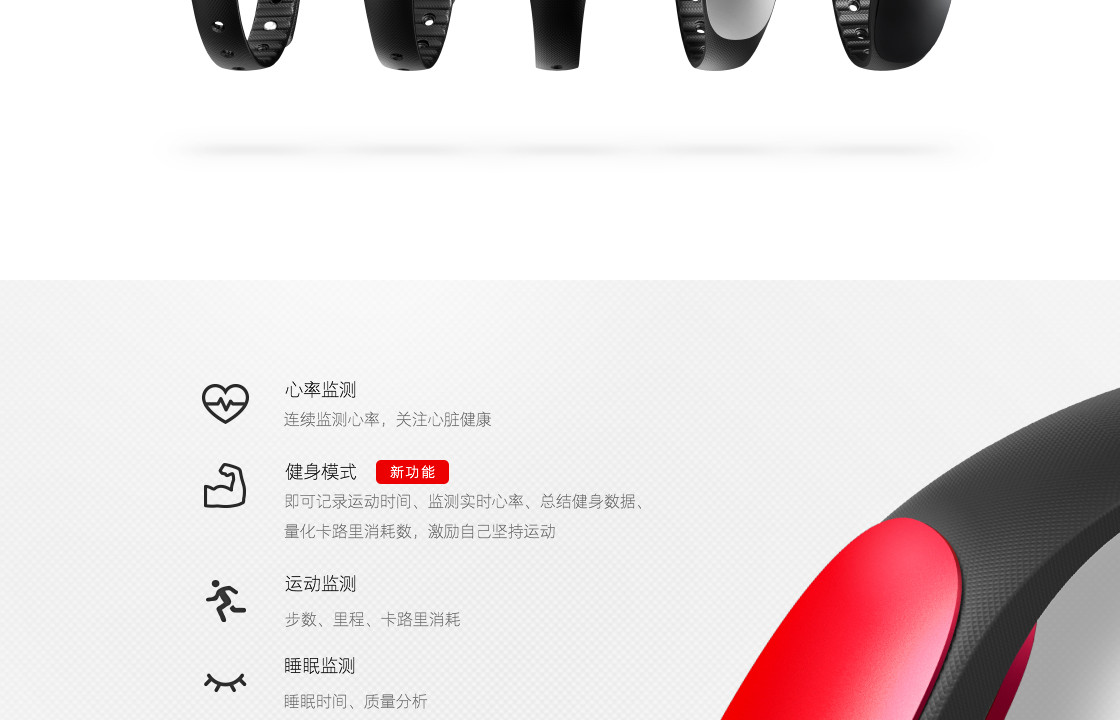 心率监测
连续监测心率，关注心脏健康
健身模式 新功能
即可记录运动时间、监测实时心率、总结健身数据、
量化卡路里消耗数，激励自己坚持运动
运动监测
步数、里程、卡路里消耗
睡眠监测
睡眠时间、质量分析